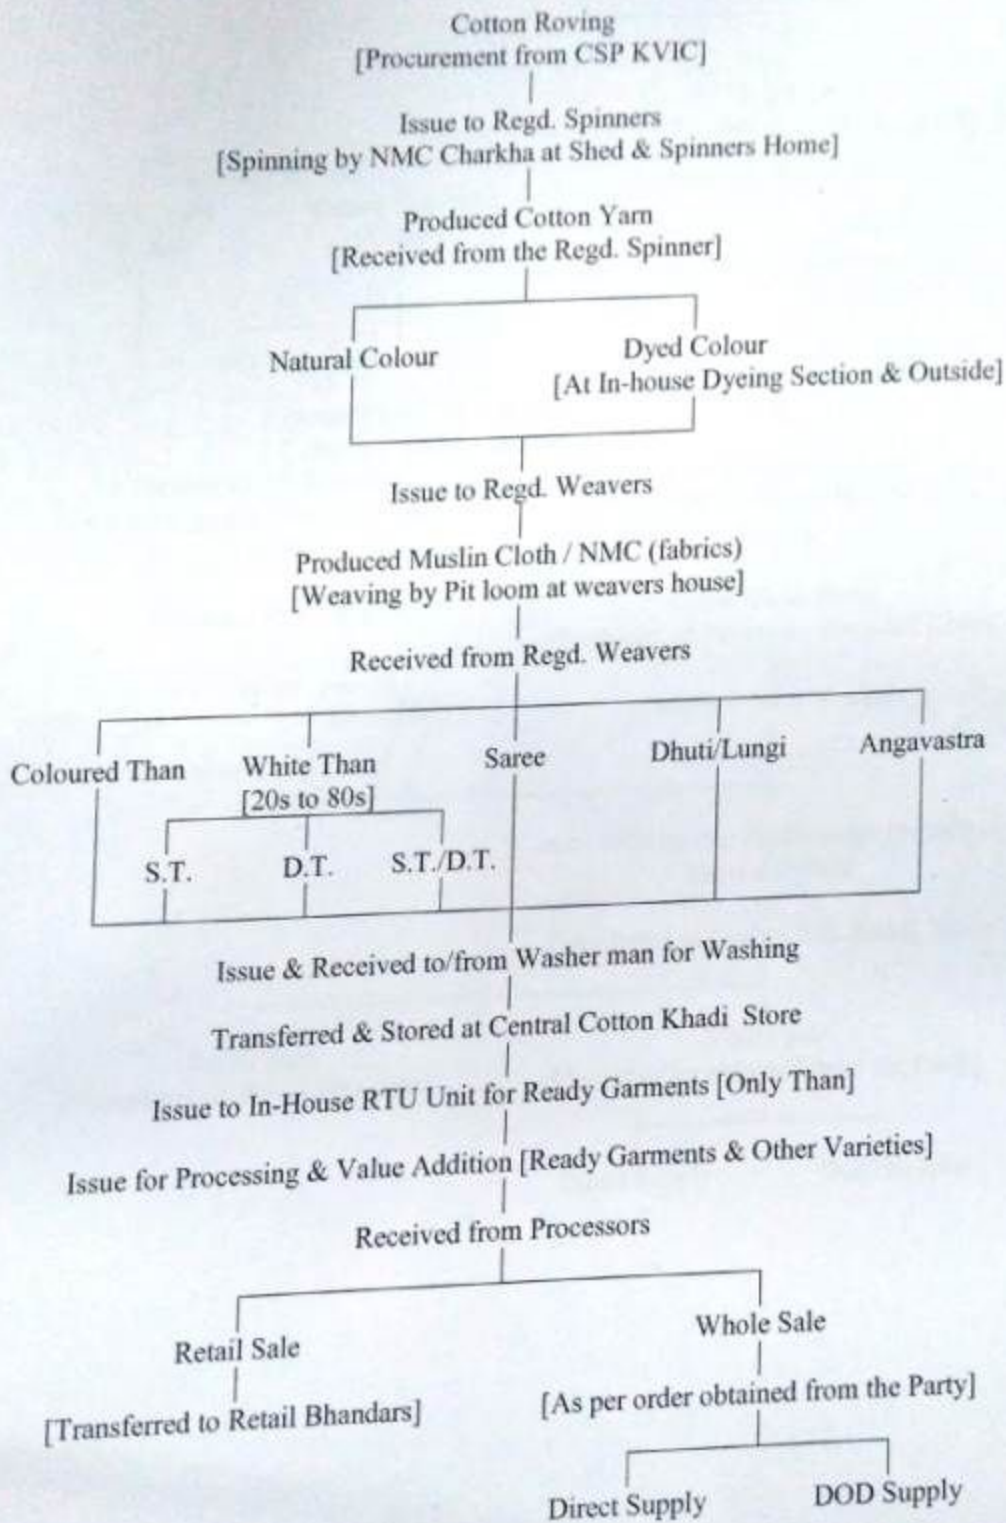 Cotton Roving
[Procurement from CSP KVIC]
Issue to Regd. Spinners
[Spinning by NMC Charkha at Shed & Spinners Home]
Produced Cotton Yarn
[Received from the Regd. Spinner]
Natural Colour
Dyed Colour
[At In-house Dyeing Section & Outside]
Issue to Regd. Weavers
Produced Muslin Cloth / NMC (fabrics)
[Weaving by Pit loom at weavers house]
Received from Regd. Weavers
Coloured Than
White Than
[20s to 80s]
Saree
Dhuti/Lungi
Angavastra
S.T.
D.T.
S.T./D.T.
Issue & Received to/from Washer man for Washing
Transferred & Stored at Central Cotton Khadi Store
Issue to In-House RTU Unit for Ready Garments [Only Than]
Issue for Processing & Value Addition [Ready Garments & Other Varieties]
Received from Processors
Retail Sale
[Transferred to Retail Bhandars]
Whole Sale
[As per order obtained from the Party]
Direct Supply
DOD Supply